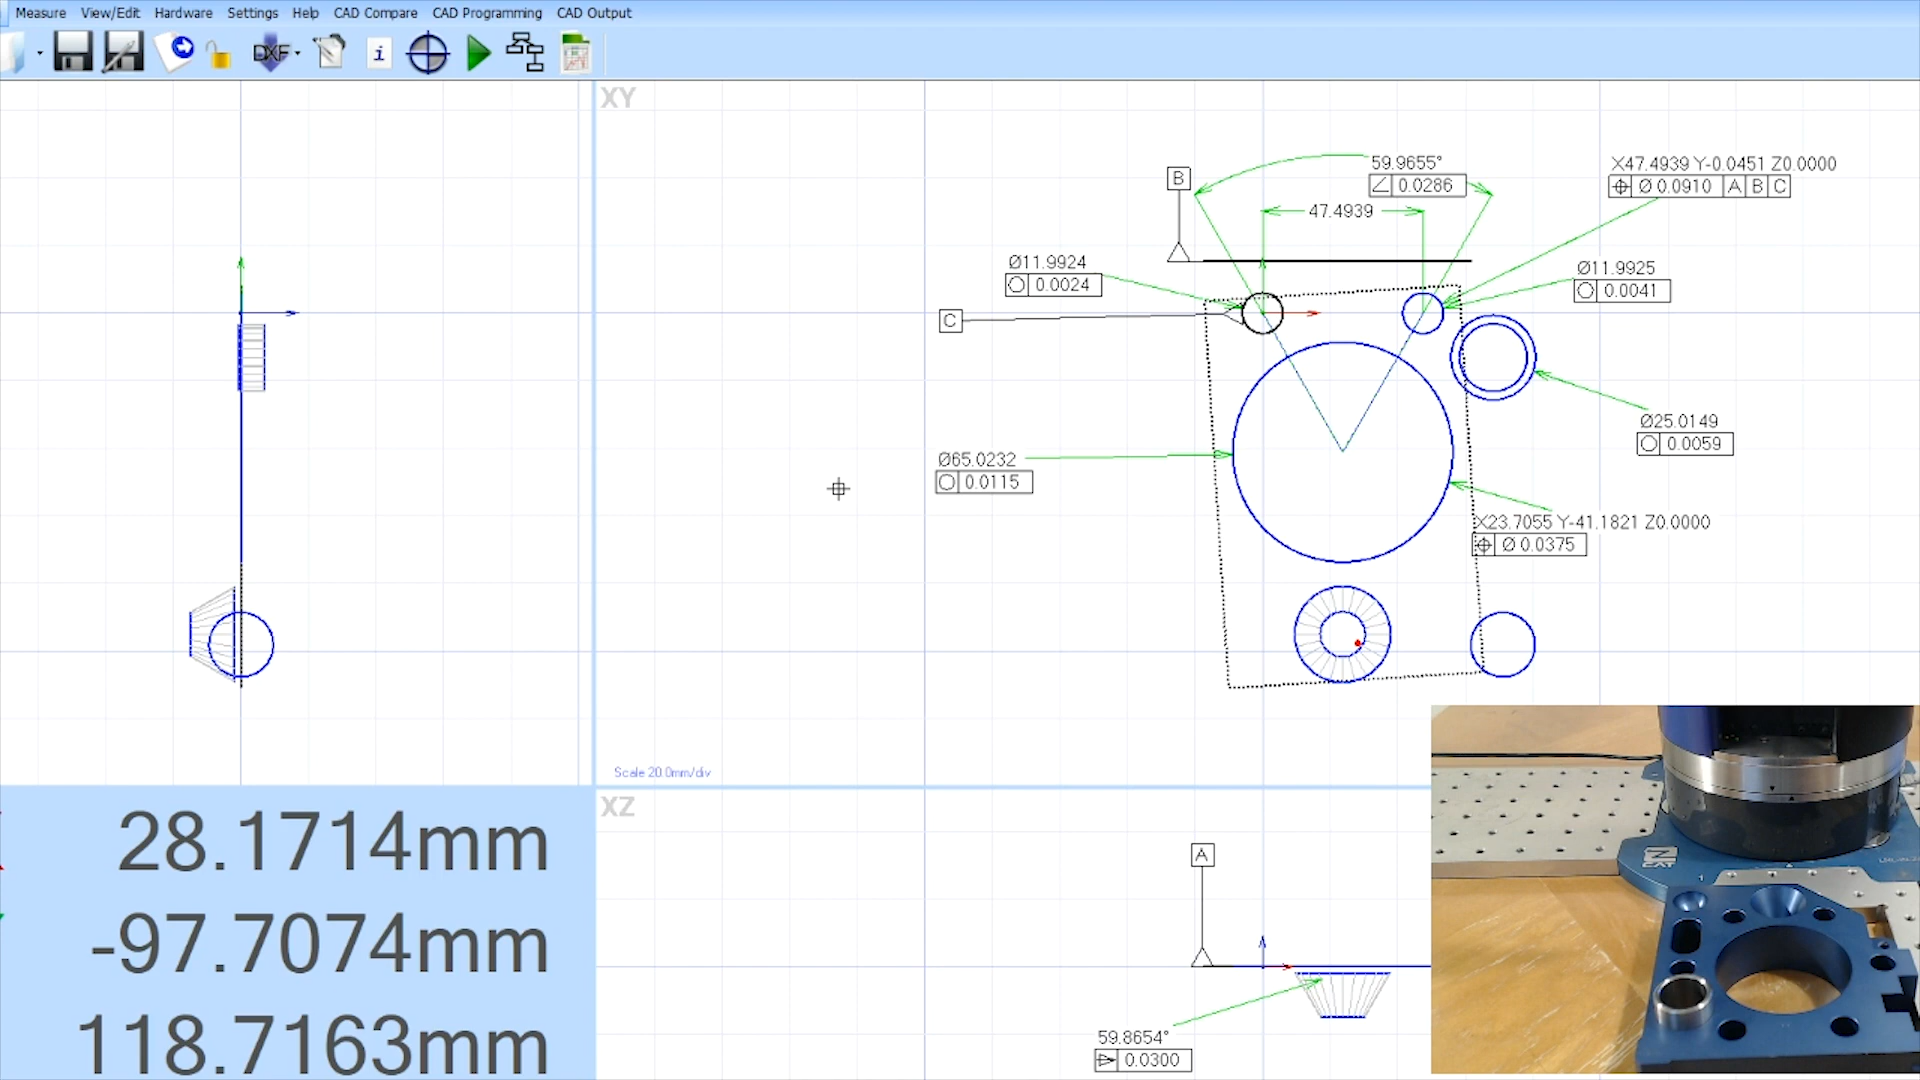 Measure View/Edit Hardware Settings Help CAD Compare CAD Programming CAD Output
DXF
i
XY
59.9655°
0.0286
X47.4939 Y-0.0451 Z0.0000
Ø 0.0910 A B C
B
47.4939
Ø11.9924
0.0024
Ø11.9925
0.0041
C
Ø25.0149
0.0059
Ø65.0232
0.0115
X23.7055 Y-41.1821 Z0.0000
Ø 0.0375
Scale 20.0mm/div
28.1714mm
-97.7074mm
118.7163mm
XZ
A
59.8654°
0.0300
CAT
1